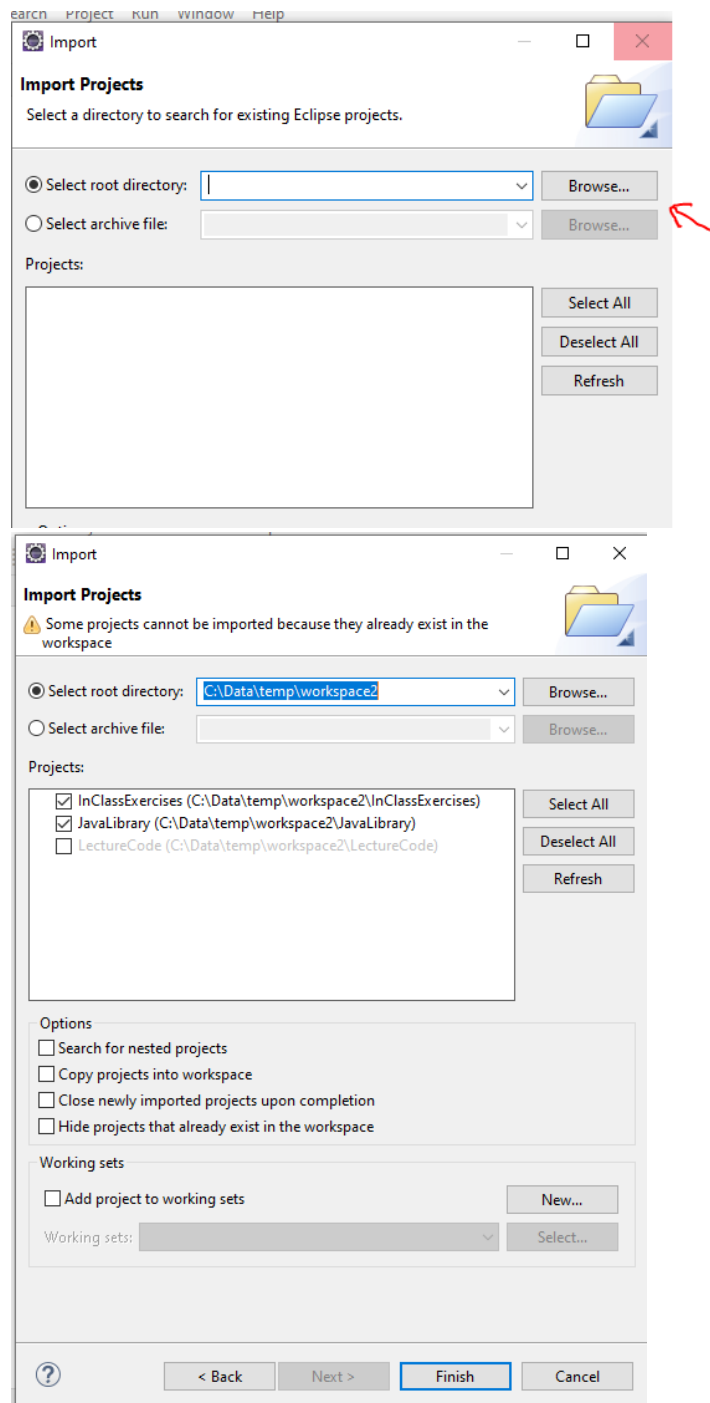 Search Project Run Window Help
Import
Import Projects
Select a directory to search for existing Eclipse projects.
Select root directory:
Browse...
Select archive file:
Browse...
Projects:
Select All
Deselect All
Refresh
Import
Import Projects
Some projects cannot be imported because they already exist in the
workspace
Select root directory: C:\Data\temp\workspace2
Browse...
Select archive file:
Browse...
Projects:
InClassExercises (C:\Data\temp\workspace2\InClassExercises)
JavaLibrary (C:\Data\temp\workspace2\JavaLibrary)
LectureCode (C:\Data\temp\workspace2\LectureCode)
Select All
Deselect All
Refresh
Options
Search for nested projects
Copy projects into workspace
Close newly imported projects upon completion
Hide projects that already exist in the workspace
Working sets
Add project to working sets
New...
Working sets:
Select...
?
< Back Next > Finish Cancel